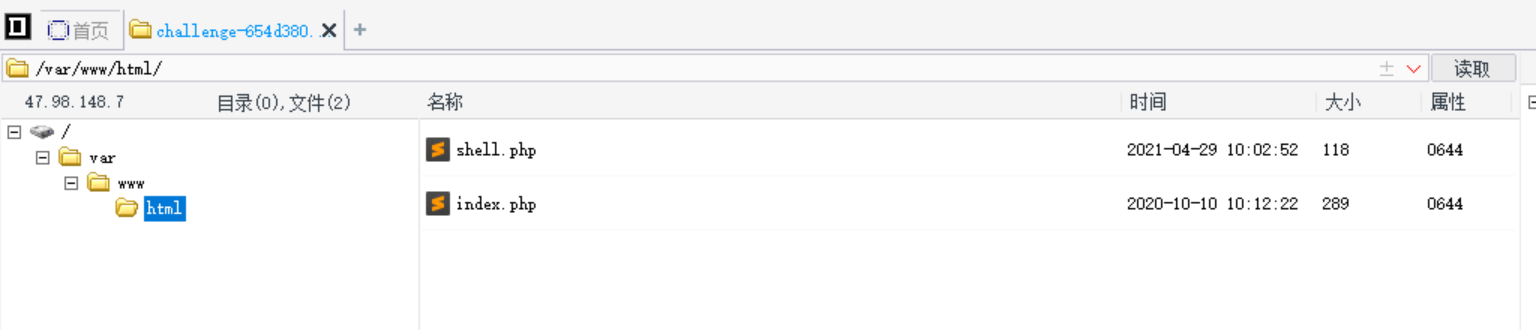 首页 challenge-654d380...
/var/www/html/ 读取
47.98.148.7 目录(0),文件(2) 名称 时间 大小 属性
/
var
www
html
shell.php 2021-04-29 10:02:52 118 0644
index.php 2020-10-10 10:12:22 289 0644